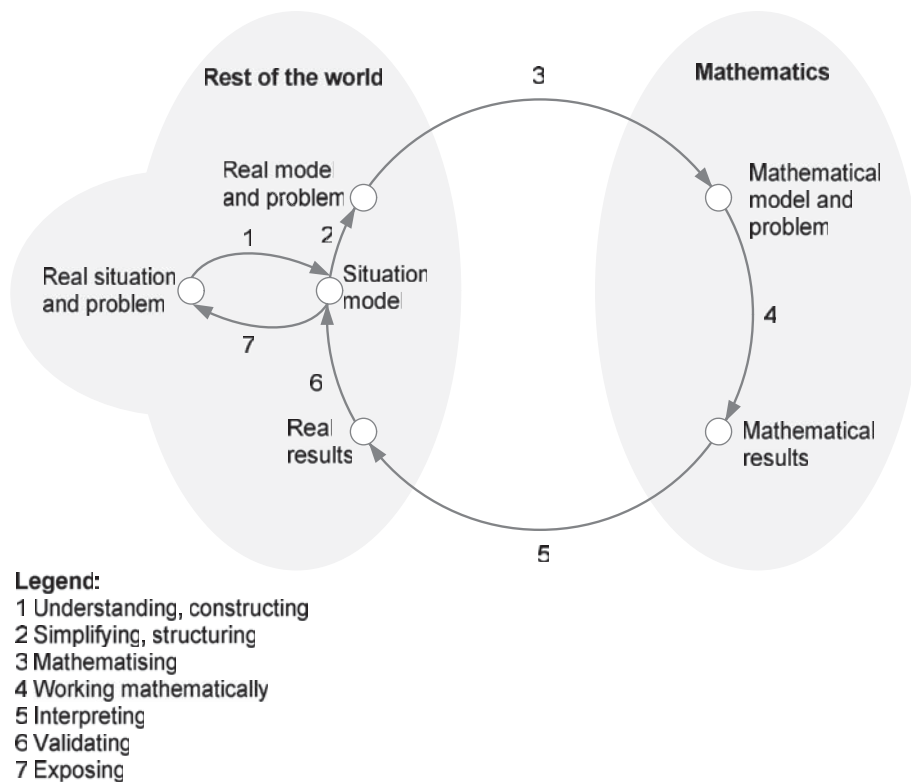 Rest of the world
Mathematics
3
Real model
and problem
Mathematical
model and
problem
1
2
Real situation
and problem
Situation
model
7
4
6
Real
results
Mathematical
results
5
Legend:
1 Understanding, constructing
2 Simplifying, structuring
3 Mathematising
4 Working mathematically
5 Interpreting
6 Validating
7 Exposing